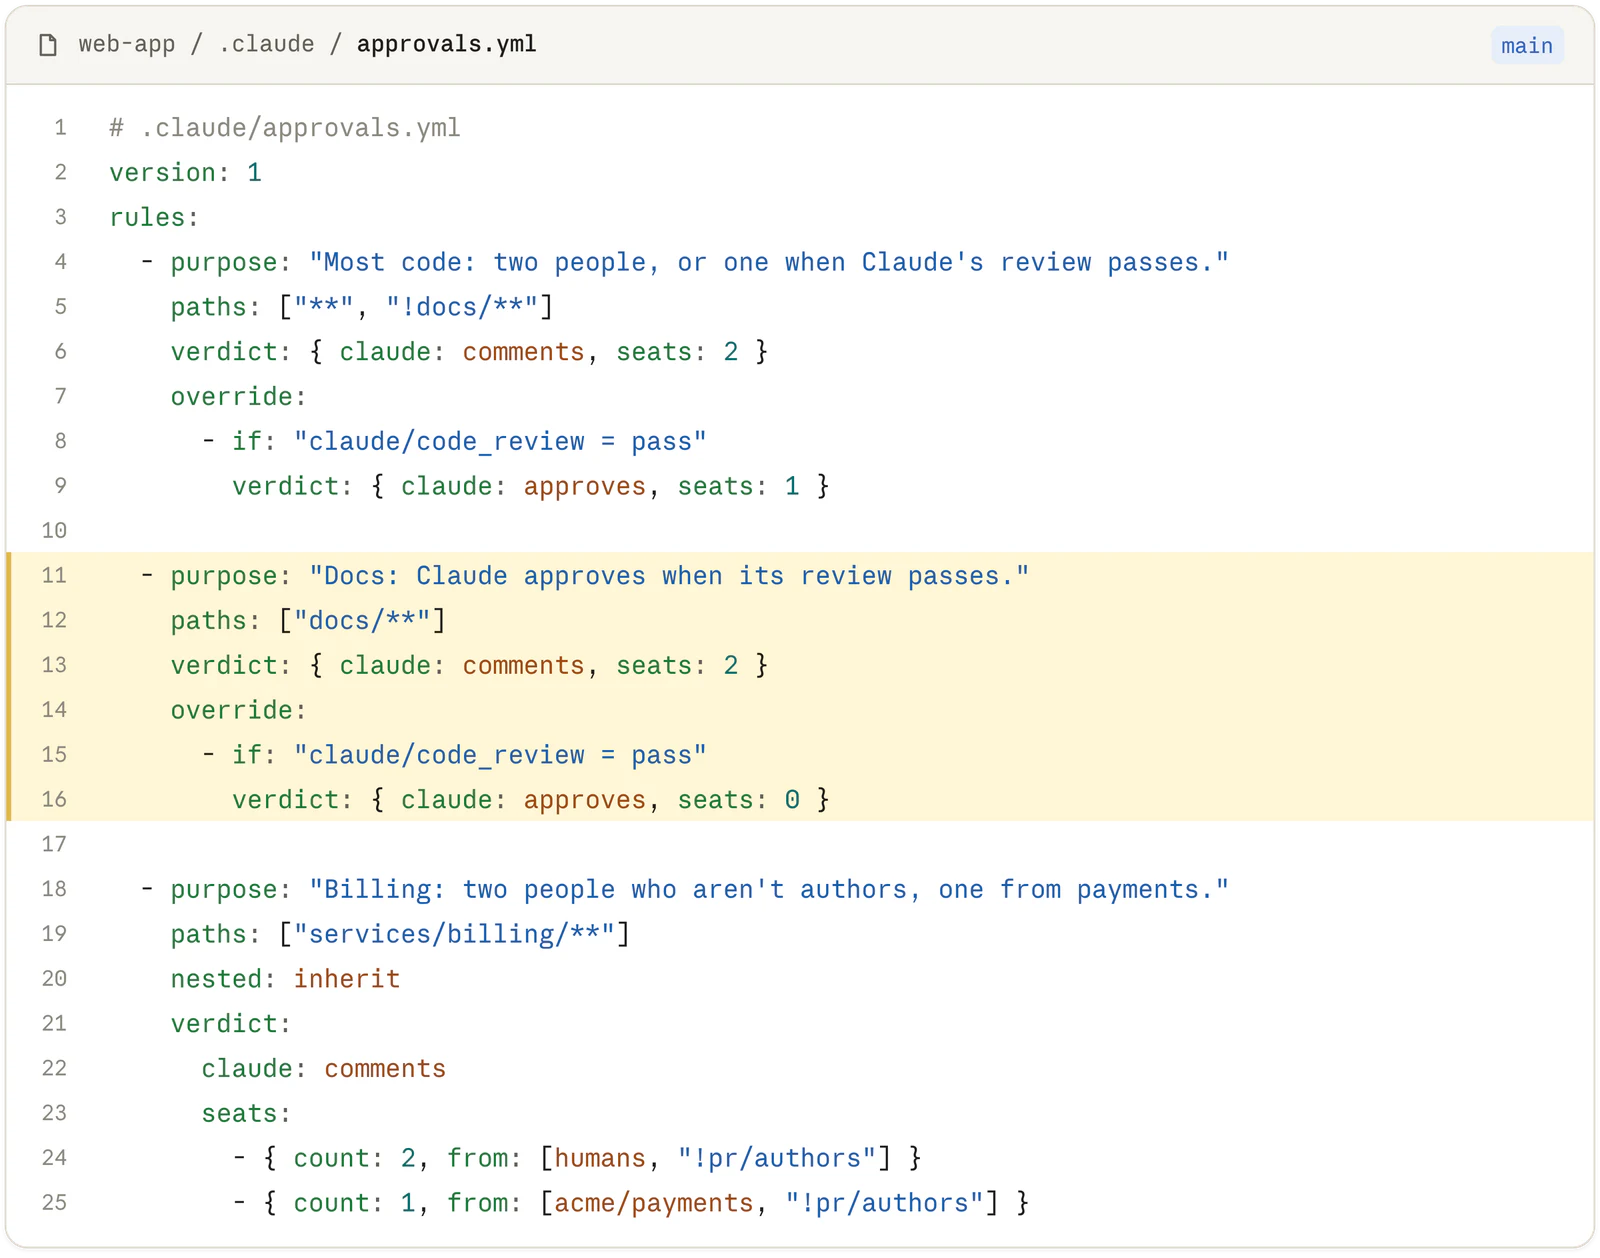 web-app / .claude / approvals.yml
main
1 # .claude/approvals.yml
2 version: 1
3 rules:
4   - purpose: "Most code: two people, or one when Claude's review passes."
5     paths: ["**", "!docs/**"]
6     verdict: { claude: comments, seats: 2 }
7     override:
8       - if: "claude/code_review = pass"
9         verdict: { claude: approves, seats: 1 }
10
11   - purpose: "Docs: Claude approves when its review passes."
12     paths: ["docs/**"]
13     verdict: { claude: comments, seats: 2 }
14     override:
15       - if: "claude/code_review = pass"
16         verdict: { claude: approves, seats: 0 }
17
18   - purpose: "Billing: two people who aren't authors, one from payments."
19     paths: ["services/billing/**"]
20     nested: inherit
21     verdict:
22       claude: comments
23       seats:
24         - { count: 2, from: [humans, "!pr/authors"] }
25         - { count: 1, from: [acme/payments, "!pr/authors"] }